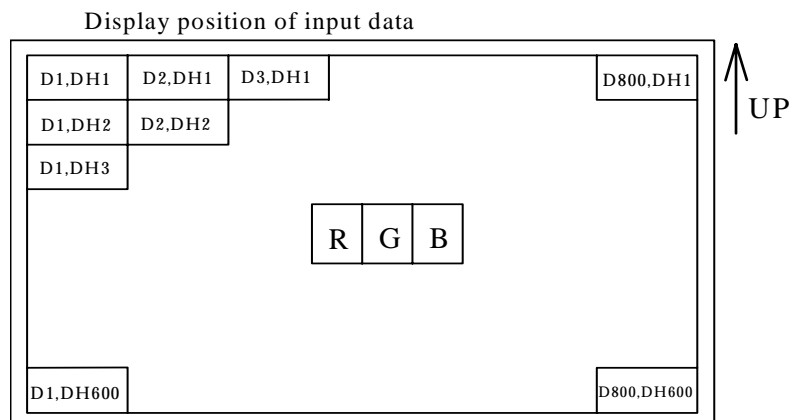 Display position of input data
D1,DH1 D2,DH1 D3,DH1 D800,DH1
UP
D1,DH2 D2,DH2
D1,DH3
R G B
D1,DH600 D800,DH600